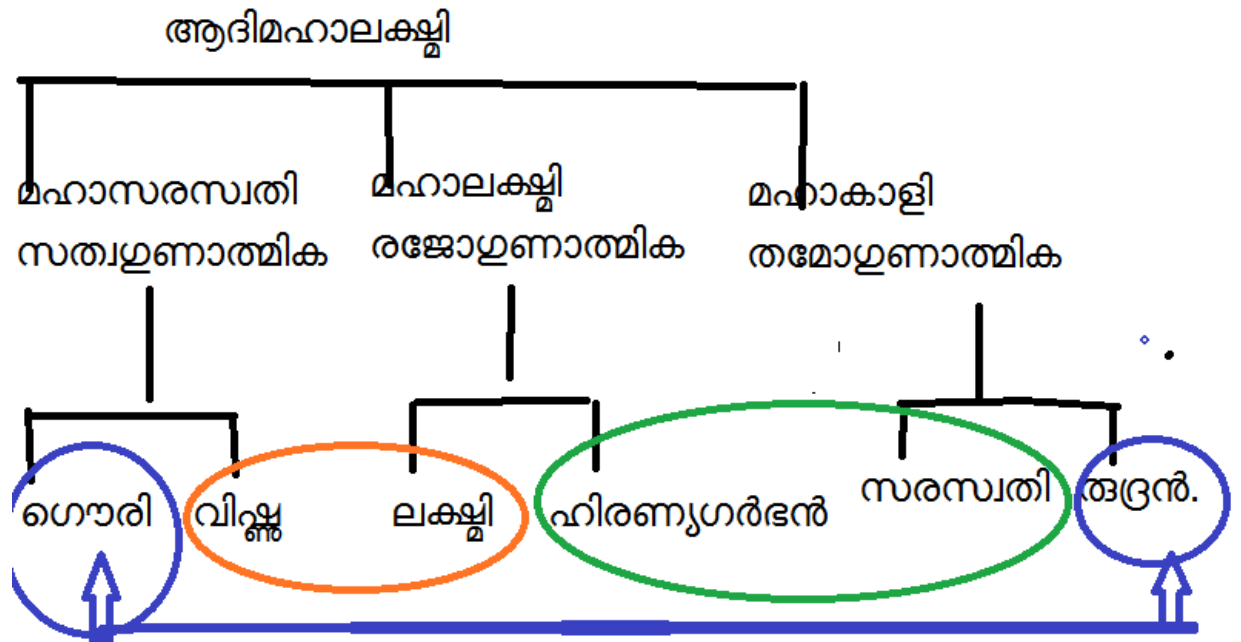 ആദിമഹാലക്ഷ്മി
മഹാസരസ്വതി
സത്വഗുണാത്മിക
മഹാലക്ഷ്മി
രജോഗുണാത്മിക
മഹാകാളി
തമോഗുണാത്മിക
ഗൌരി
വിഷ്ണു
ലക്ഷ്മി
ഹിരണ്യഗർഭൻ
സരസ്വതി
രുദ്രൻ.